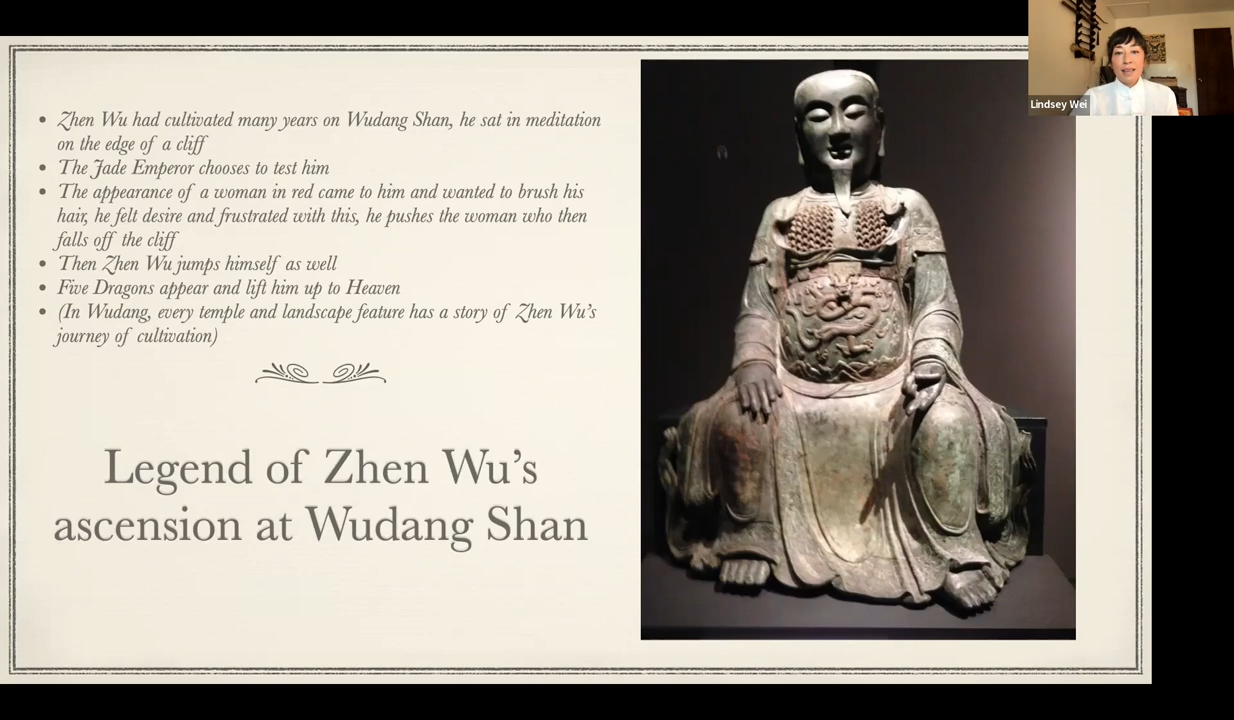 Zhen Wu had cultivated many years on Wudang Shan, he sat in meditation
on the edge of a cliff
The Jade Emperor chooses to test him
The appearance of a woman in red came to him and wanted to brush his
hair, he felt desire and frustrated with this, he pushes the woman who then
falls off the cliff
Then Zhen Wu jumps himself as well
Five Dragons appear and lift him up to Heaven
(In Wudang, every temple and landscape feature has a story of Zhen Wu's
journey of cultivation)
Legend of Zhen Wu's
ascension at Wudang Shan
Lindsey Wei